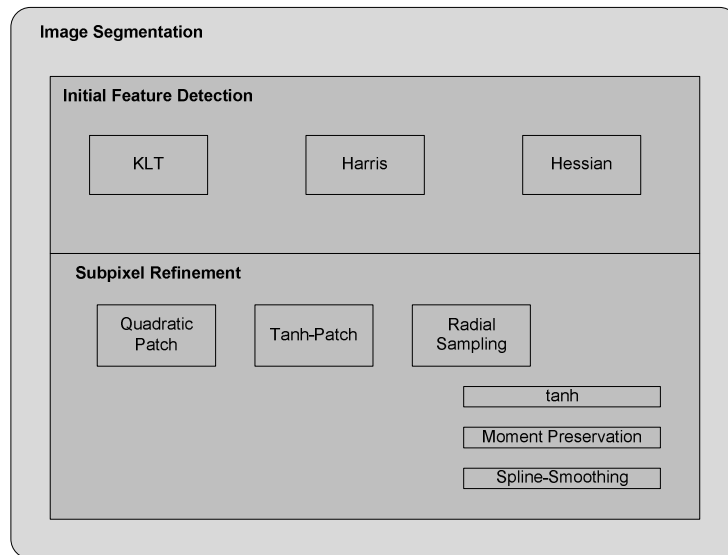 Image Segmentation
Initial Feature Detection
KLT
Harris
Hessian
Subpixel Refinement
Quadratic
Patch
Tanh-Patch
Radial
Sampling
tanh
Moment Preservation
Spline-Smoothing